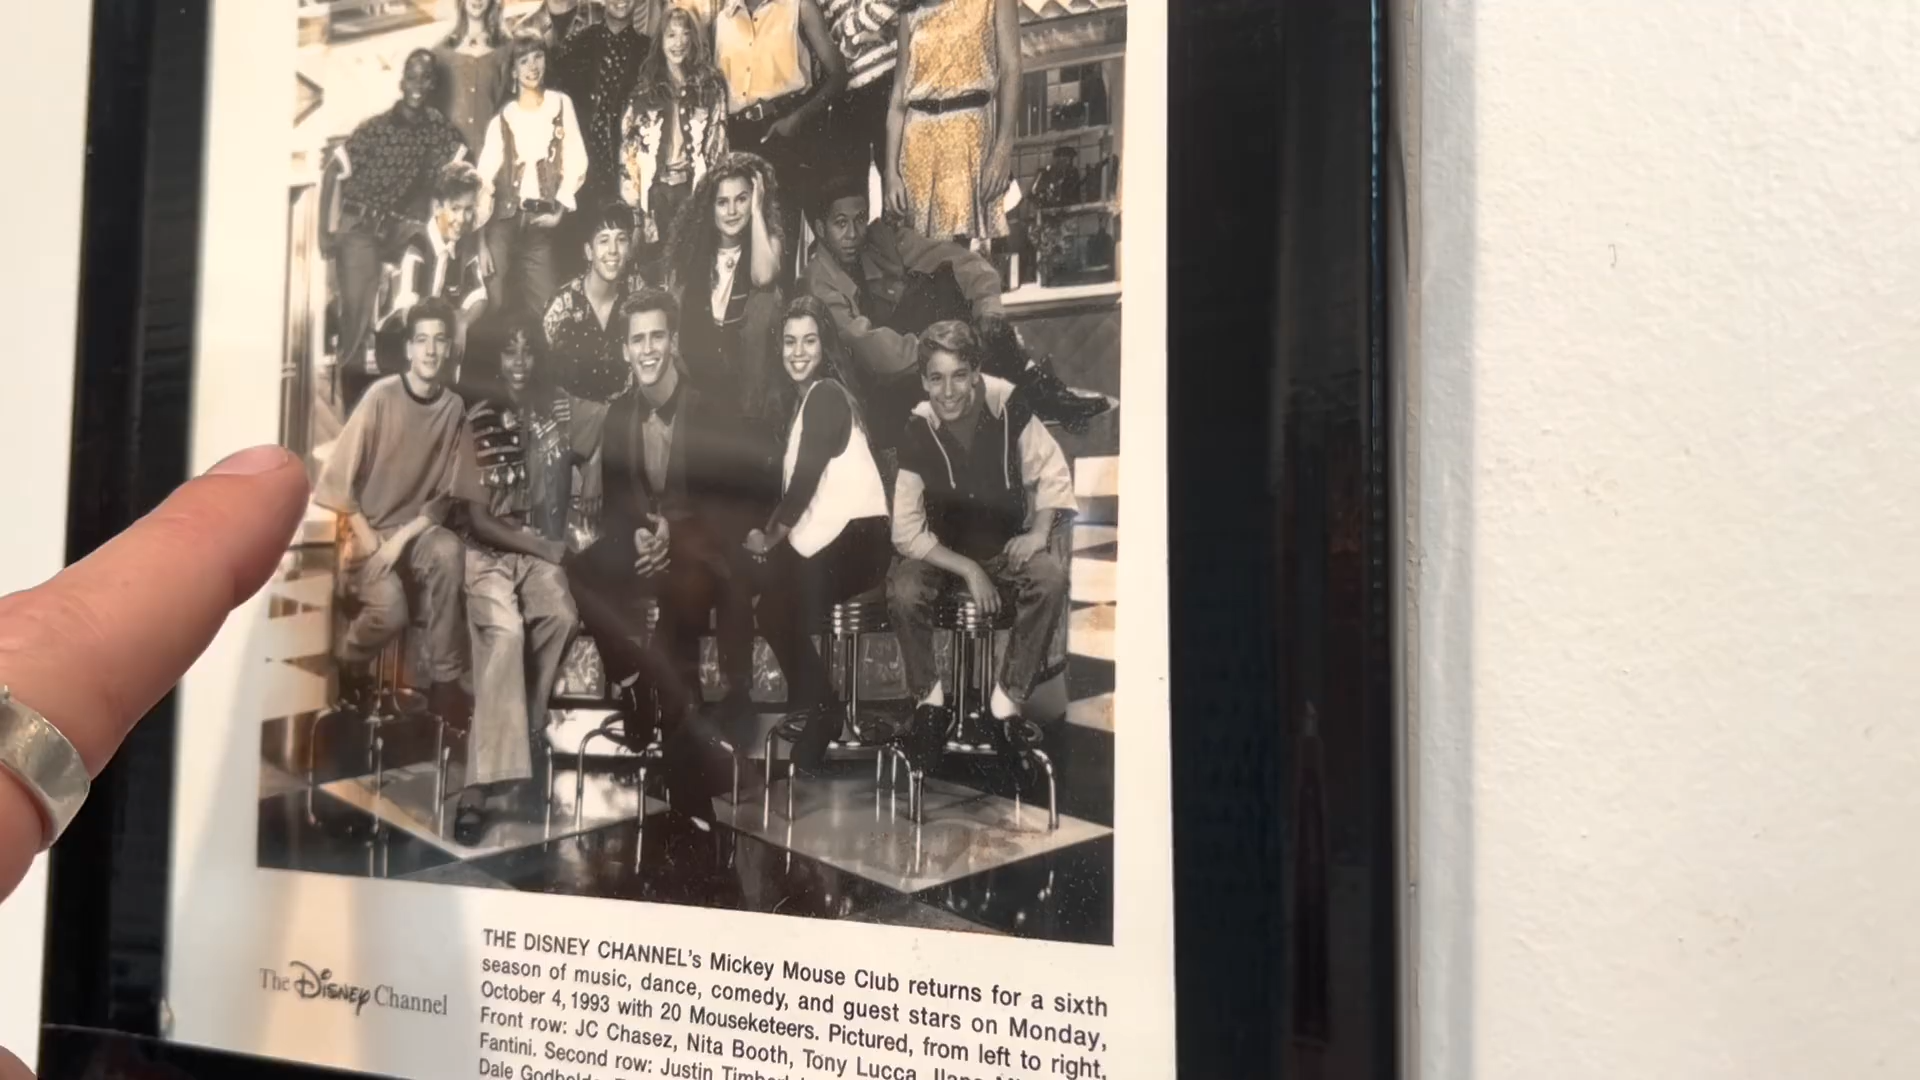 The Disney Channel
THE DISNEY CHANNEL's Mickey Mouse Club returns for a sixth
season of music, dance, comedy, and guest stars on Monday,
October 4, 1993 with 20 Mouseketeers. Pictured, from left to right,
Front row: JC Chasez, Nita Booth, Tony Lucca,
Fantini. Second row: Justin
Dale